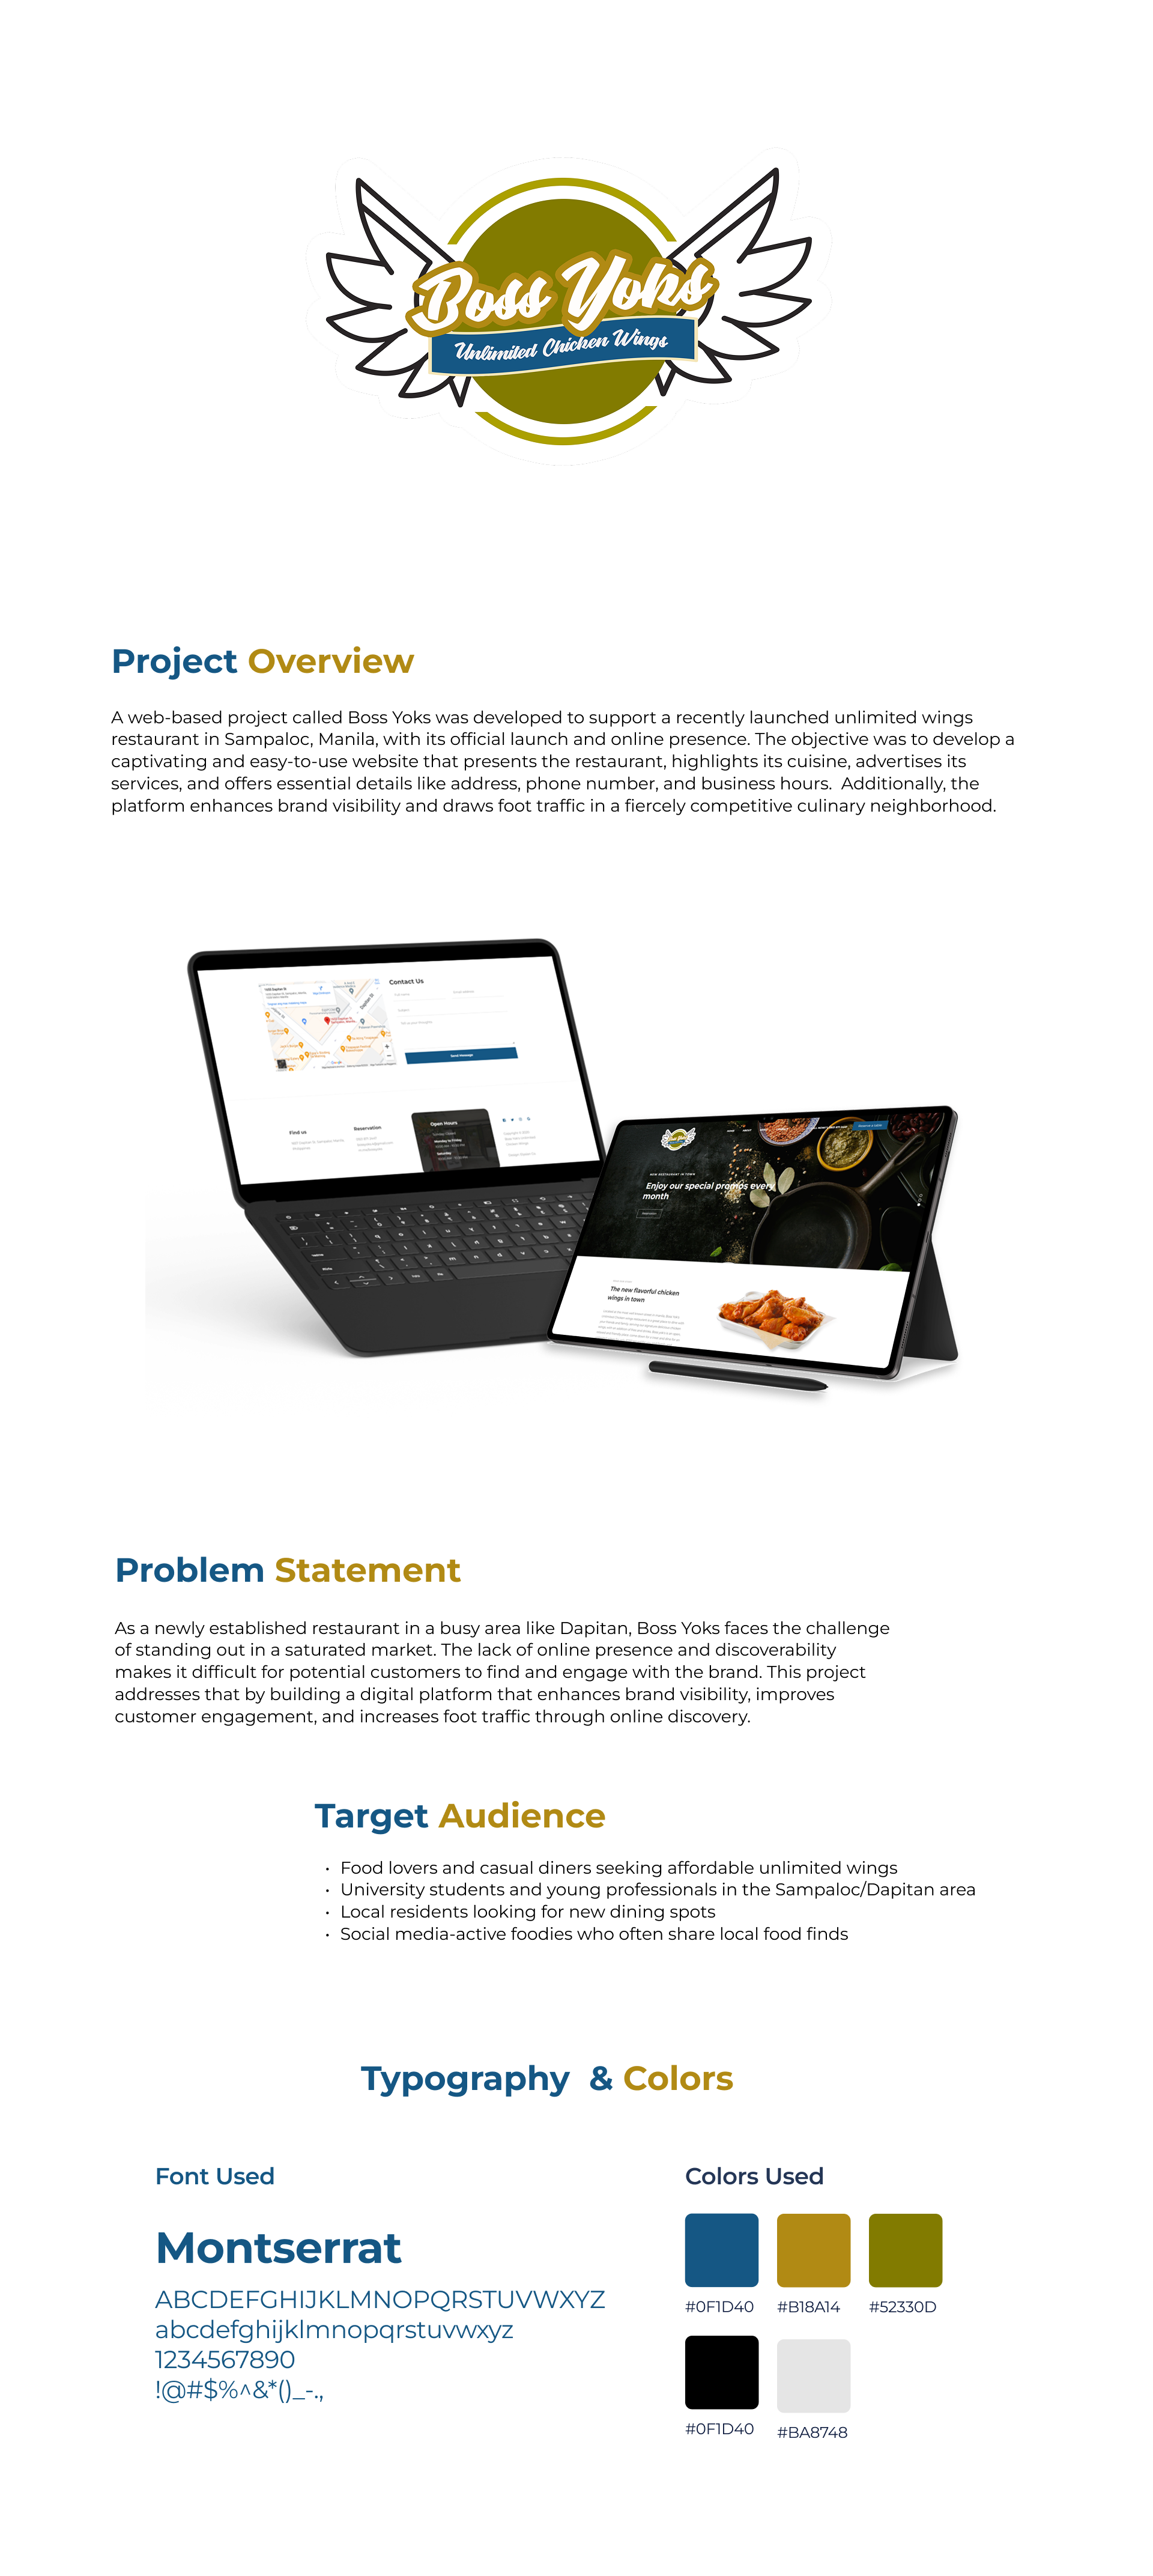 Boss Yoks
Unlimited Chicken Wings
Project Overview
A web-based project called Boss Yoks was developed to support a recently launched unlimited wings
restaurant in Sampaloc, Manila, with its official launch and online presence. The objective was to develop a
captivating and easy-to-use website that presents the restaurant, highlights its cuisine, advertises its
services, and offers essential details like address, phone number, and business hours.  Additionally, the
platform enhances brand visibility and draws foot traffic in a fiercely competitive culinary neighborhood.
Contact Us
Send Message
Find us
Reservation
Open Hours
Monday to Friday
Saturday
NEW RESTAURANT IN TOWN
Enjoy our special promos every
month
The new flavorful chicken
wings in town
Problem Statement
As a newly established restaurant in a busy area like Dapitan, Boss Yoks faces the challenge
of standing out in a saturated market. The lack of online presence and discoverability
makes it difficult for potential customers to find and engage with the brand. This project
addresses that by building a digital platform that enhances brand visibility, improves
customer engagement, and increases foot traffic through online discovery.
Target Audience
• Food lovers and casual diners seeking affordable unlimited wings
• University students and young professionals in the Sampaloc/Dapitan area
• Local residents looking for new dining spots
• Social media-active foodies who often share local food finds
Typography  & Colors
Font Used
Montserrat
ABCDEFGHIJKLMNOPQRSTUVWXYZ
abcdefghijklmnopqrstuvwxyz
1234567890
!@#$%^&*()_-.,
Colors Used
#0F1D40 #B18A14 #52330D
#0F1D40 #BA8748